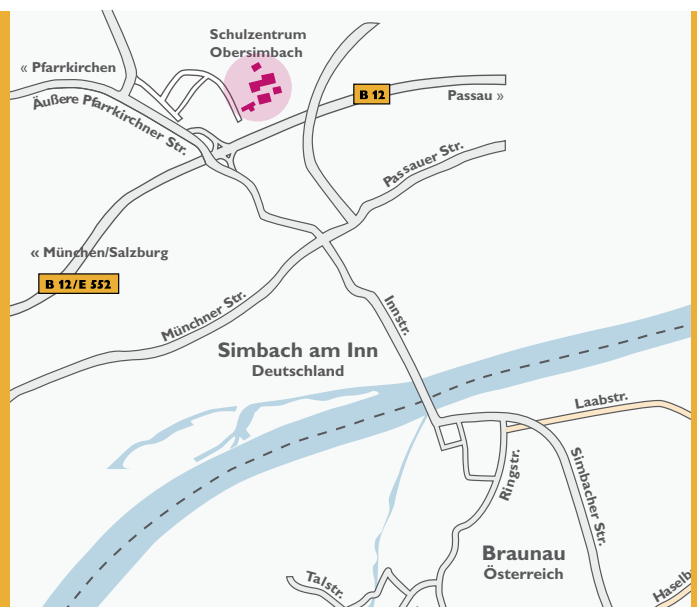 Schulzentrum
Obersimbach
« Pfarrkirchen
B 12
Passau »
Äußere Pfarrkirchner Str.
Passauer Str.
« München/Salzburg
B 12/E 552
Münchner Str.
Innstr.
Simbach am Inn
Deutschland
Laabstr.
Ringstr.
Simbacher Str.
Braunau
Österreich
Talstr.